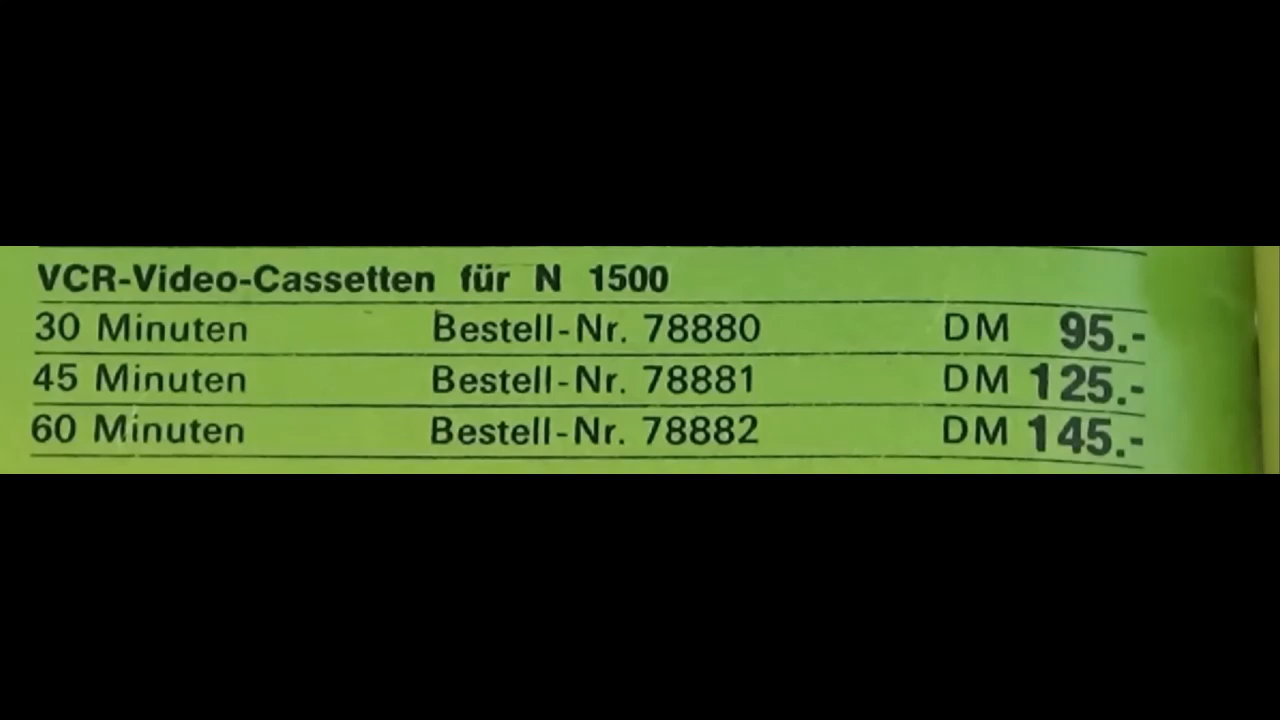 VCR-Video-Cassetten für N 1500
30 Minuten Bestell-Nr. 78880 DM 95.-
45 Minuten Bestell-Nr. 78881 DM 125.-
60 Minuten Bestell-Nr. 78882 DM 145.-